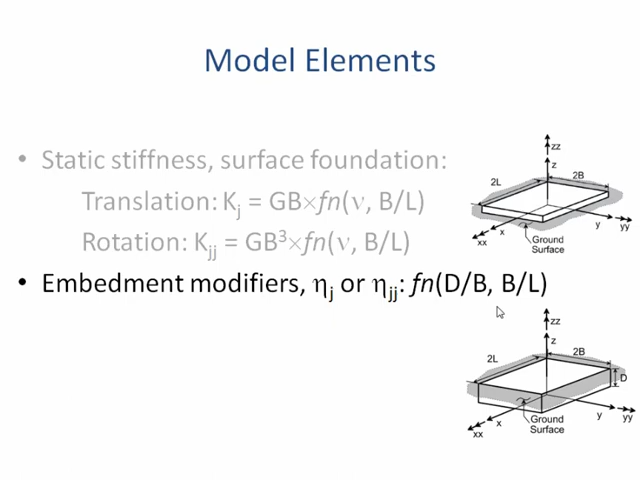 Model Elements
• Static stiffness, surface foundation:
Translation: Kj = GB×fn(ν, B/L)
Rotation: Kjj = GB³×fn(ν, B/L)
• Embedment modifiers, ηj or ηjj: fn(D/B, B/L)
zz
z
2L
2B
x
xx
y
yy
Ground
Surface
zz
z
2L
2B
D
x
xx
y
yy
Ground
Surface